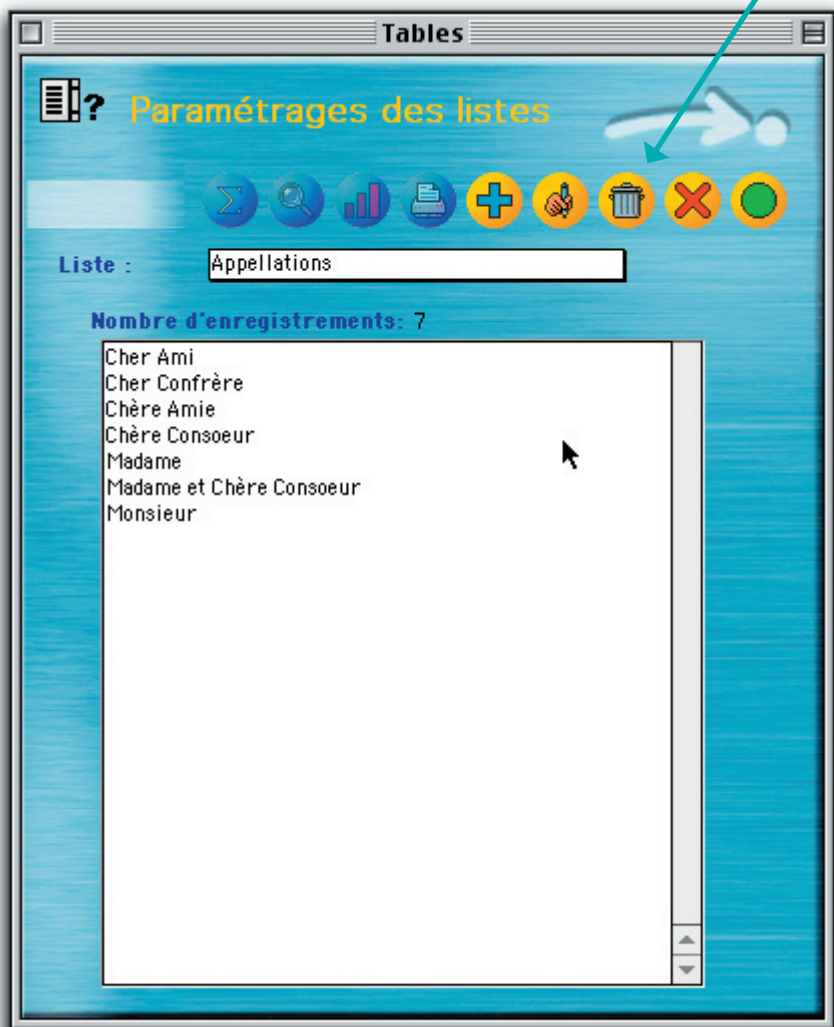 Tables
? Paramétrages des listes
Liste : Appellations
Nombre d'enregistrements: 7
Cher Ami
Cher Confrère
Chère Amie
Chère Consoeur
Madame
Madame et Chère Consoeur
Monsieur